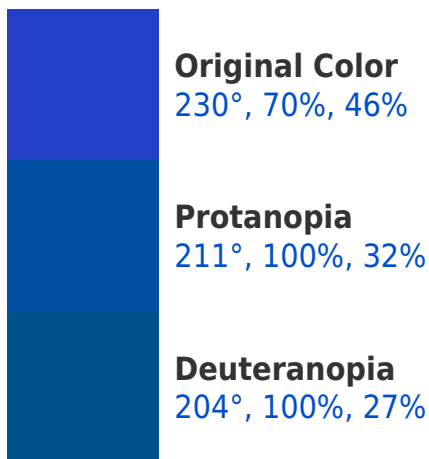 Original Color
230°, 70%, 46%
Protanopia
211°, 100%, 32%
Deuteranopia
204°, 100%, 27%